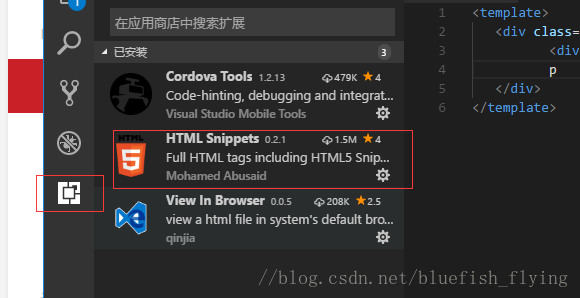 1
在应用商店中搜索扩展
已安装
3
Cordova Tools 1.2.13 479K 4
Code-hinting, debugging and integrat...
Visual Studio Mobile Tools
HTML
HTML Snippets 0.2.1 1.5M 4
Full HTML tags including HTML5 Snip...
Mohamed Abusaid
View In Browser 0.0.5 208K 2.5
view a html file in system's default bro...
qinjia
1 <template>
2 <div class=
3 <div
4 p
5 </div>
6 </template>
//blog.csdn.net/bluefish_flying